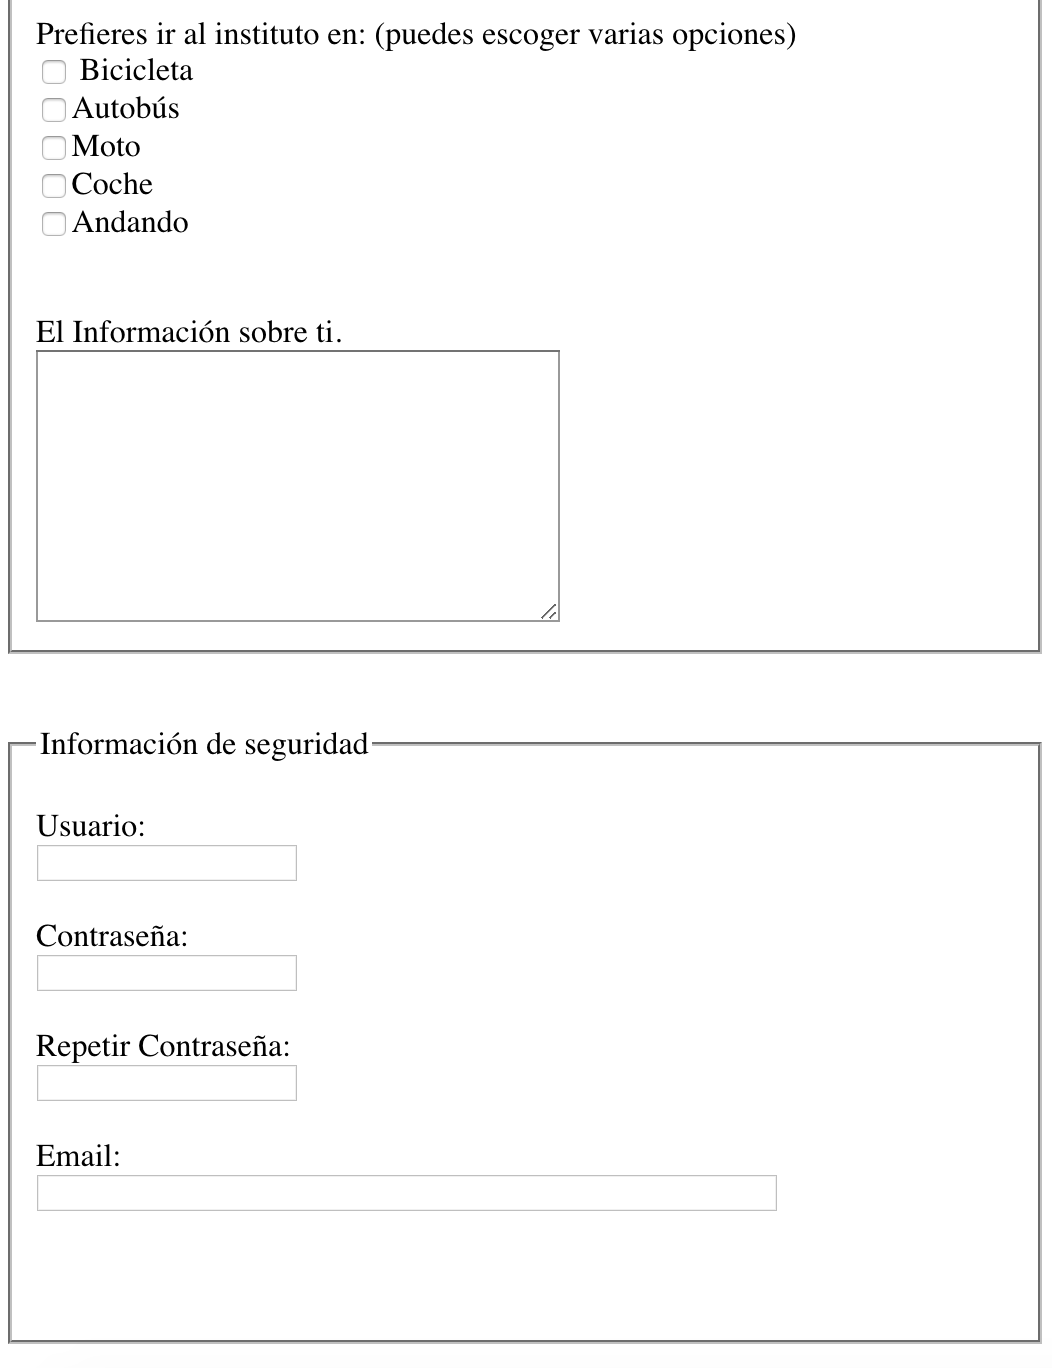 Prefieres ir al instituto en: (puedes escoger varias opciones)
Bicicleta
Autobús
Moto
Coche
Andando
El Información sobre ti.
Información de seguridad
Usuario:
Contraseña:
Repetir Contraseña:
Email: